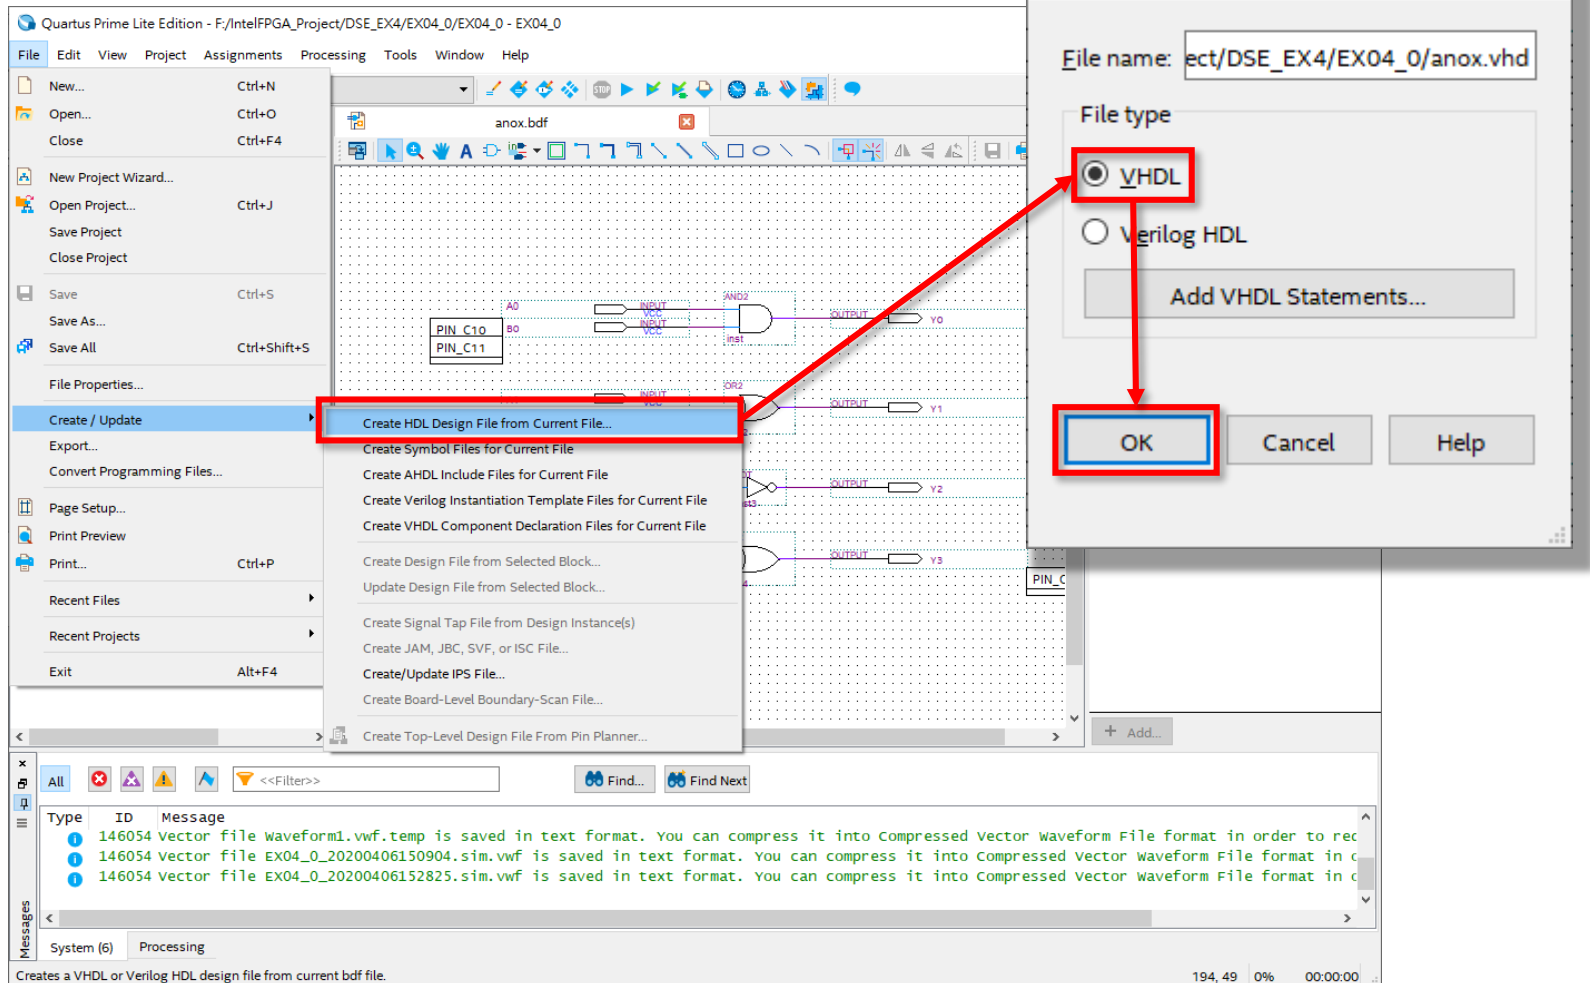 Quartus Prime Lite Edition - F:/IntelFPGA_Project/DSE_EX4/EX04_0/EX04_0 - EX04_0
File Edit View Project Assignments Processing Tools Window Help
New... Ctrl+N
Open... Ctrl+O
Close Ctrl+F4
New Project Wizard...
Open Project... Ctrl+J
Save Project
Close Project
Save Ctrl+S
Save As...
Save All Ctrl+Shift+S
File Properties...
Create / Update
Export...
Convert Programming Files...
Page Setup...
Print Preview
Print... Ctrl+P
Recent Files
Recent Projects
Exit Alt+F4
Create HDL Design File from Current File...
Create Symbol Files for Current File
Create AHDL Include Files for Current File
Create Verilog Instantiation Template Files for Current File
Create VHDL Component Declaration Files for Current File
Create Design File from Selected Block...
Update Design File from Selected Block...
Create Signal Tap File from Design Instance(s)
Create JAM, JBC, SVF, or ISC File...
Create/Update IPS File...
Create Board-Level Boundary-Scan File...
Create Top-Level Design File From Pin Planner...
STOP
anox.bdf
A
AND2
A0 INPUT
VCC
OUTPUT Y0
PIN_C10 B0 INPUT
VCC
inst
PIN_C11
OR2
INPUT
OUTPUT Y1
OUTPUT Y2
OUTPUT Y3
PIN_C
File name: ect/DSE_EX4/EX04_0/anox.vhd
File type
VHDL
Verilog HDL
Add VHDL Statements...
OK Cancel Help
Add...
All <<Filter>> Find... Find Next
Type ID Message
146054 Vector file Waveform1.vwf.temp is saved in text format. You can compress it into Compressed Vector Waveform File format in order to rec
146054 Vector file EX04_0_20200406150904.sim.vwf is saved in text format. You can compress it into Compressed Vector Waveform File format in
146054 Vector file EX04_0_20200406152825.sim.vwf is saved in text format. You can compress it into Compressed Vector Waveform File format in
Messages
System (6) Processing
Creates a VHDL or Verilog HDL design file from current bdf file.
194, 49 0% 00:00:00